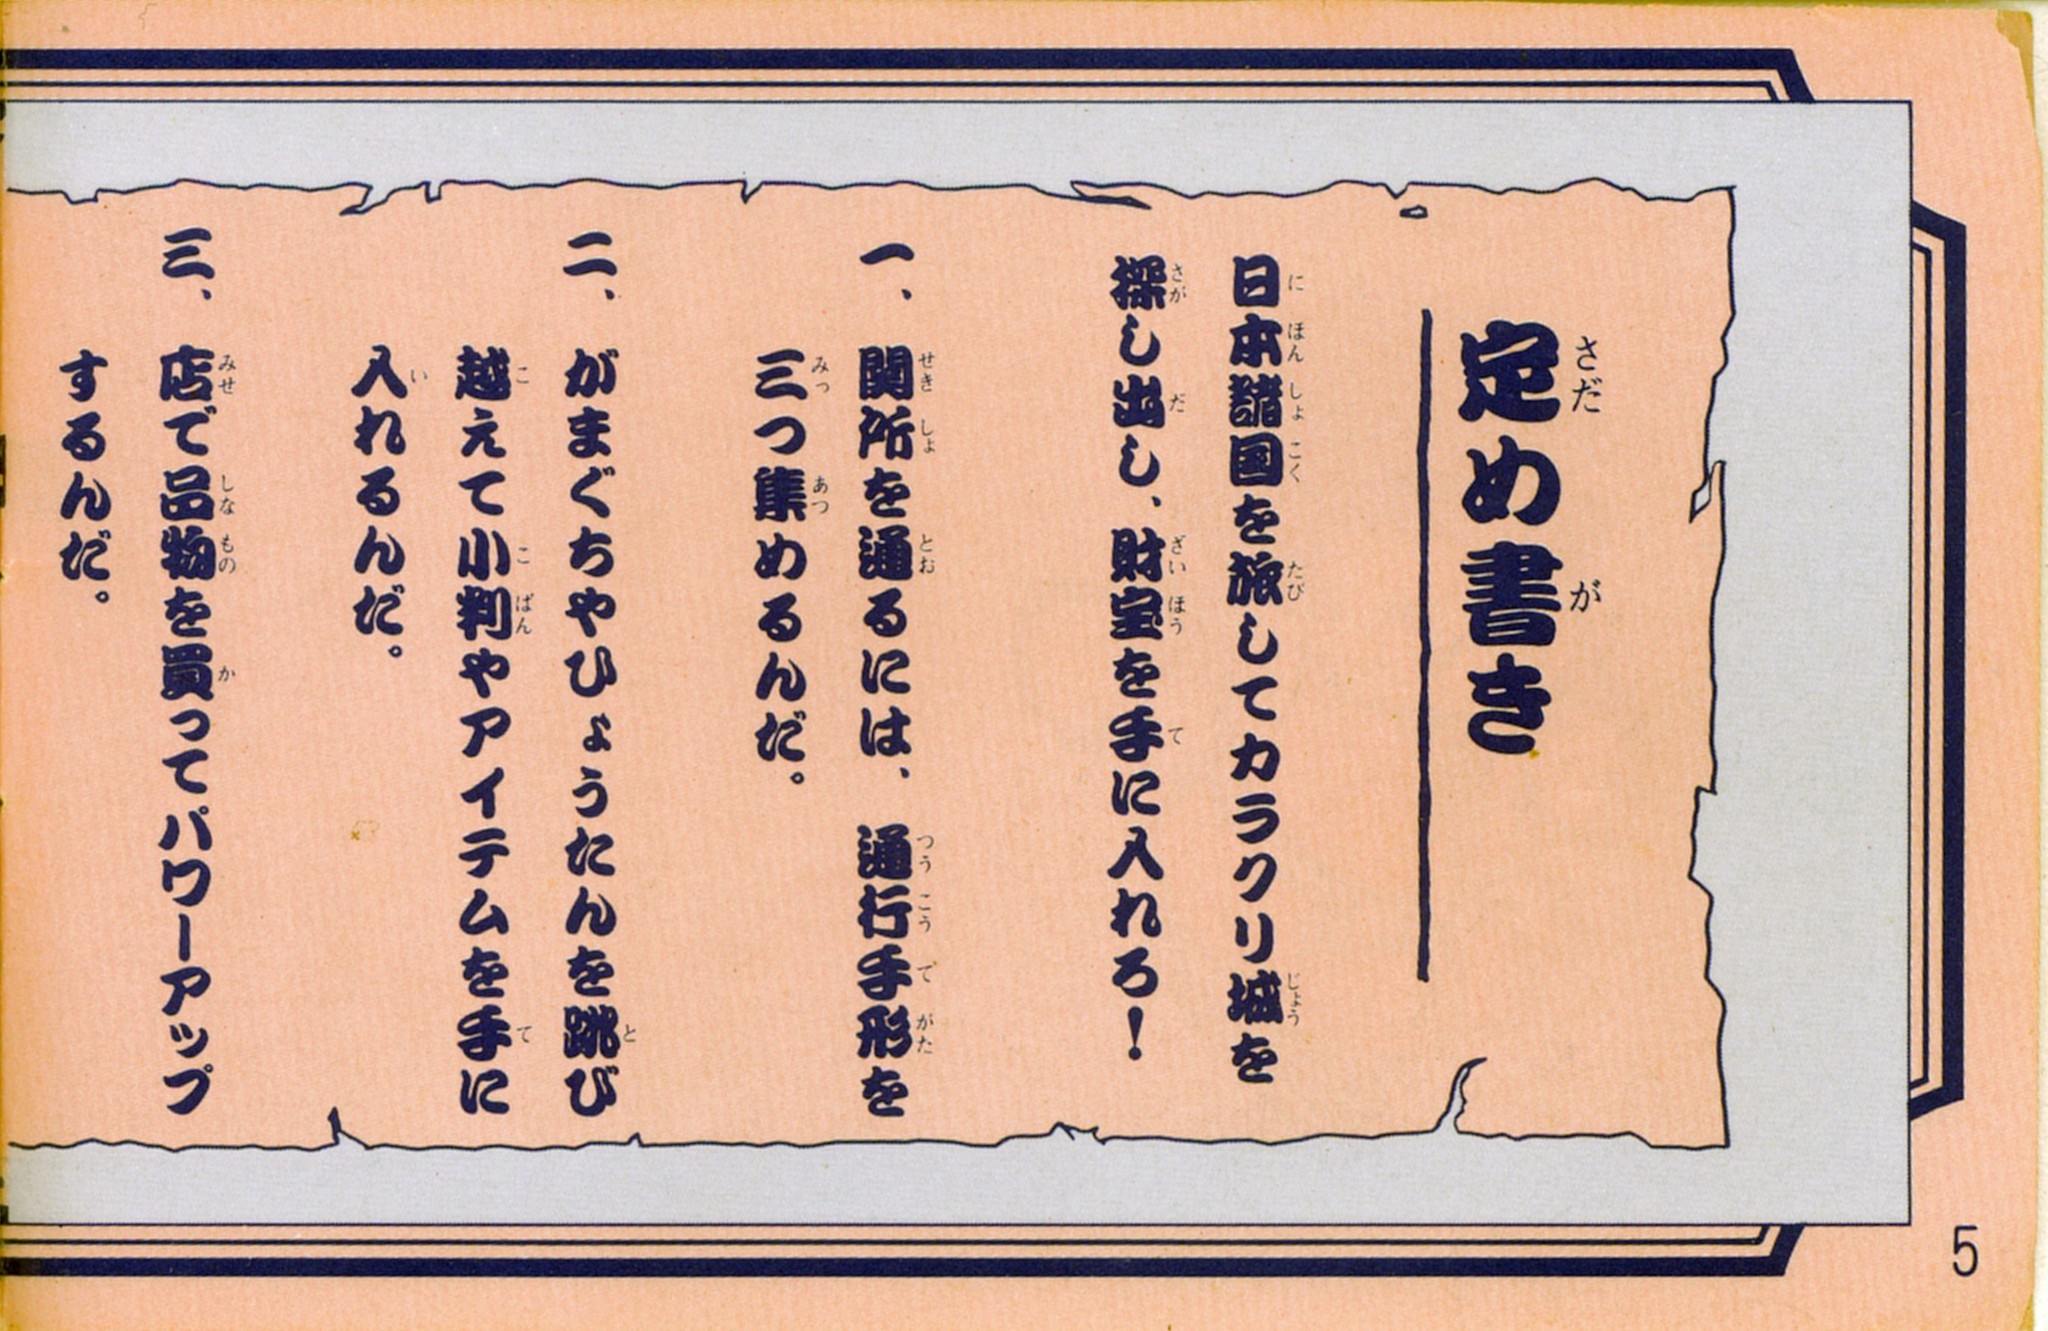 定め書き
日本諸国を旅してカラクリ城を
探し出し、財宝を手に入れろ!
一、関所を通るには、通行手形を
三つ集めるんだ。
二、がまぐちやひょうたんを跳び
越えて小判やアイテムを手に
入れるんだ。
三、店で品物を買ってパワーアップ
するんだ。
5